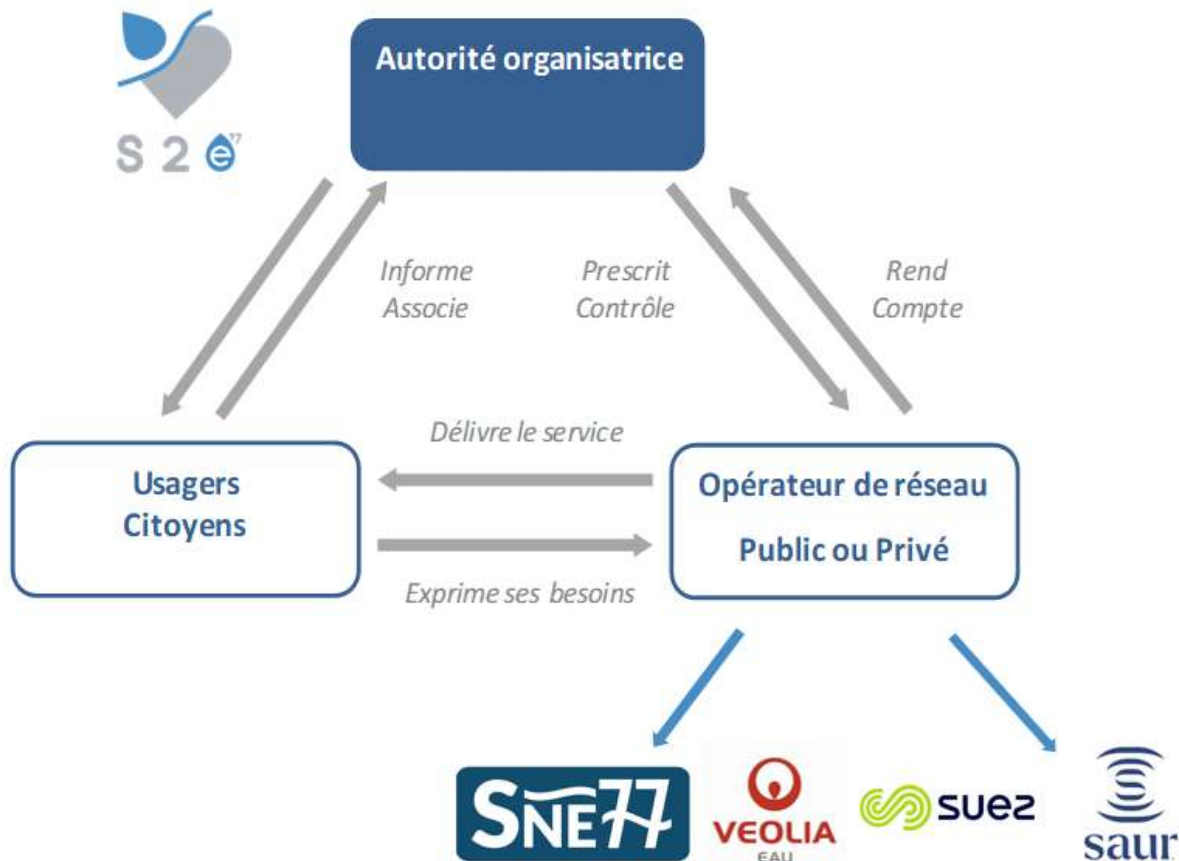 Autorité organisatrice
S2e77
Informe
Associe
Prescrit
Contrôle
Rend
Compte
Délivre le service
Usagers
Citoyens
Opérateur de réseau
Public ou Privé
Exprime ses besoins
SNE77
VEOLIA
EAU
suez
saur